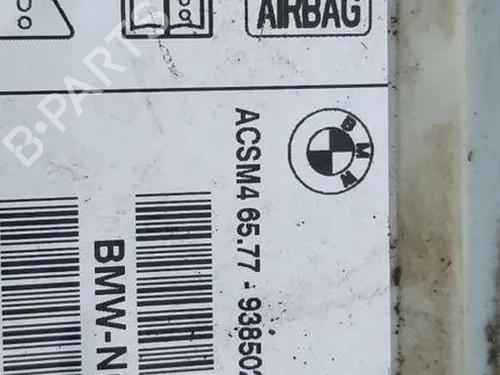 AIRBAG
BMW
ACSM4 65.77 - 938502
BMW-N
B-PARTS